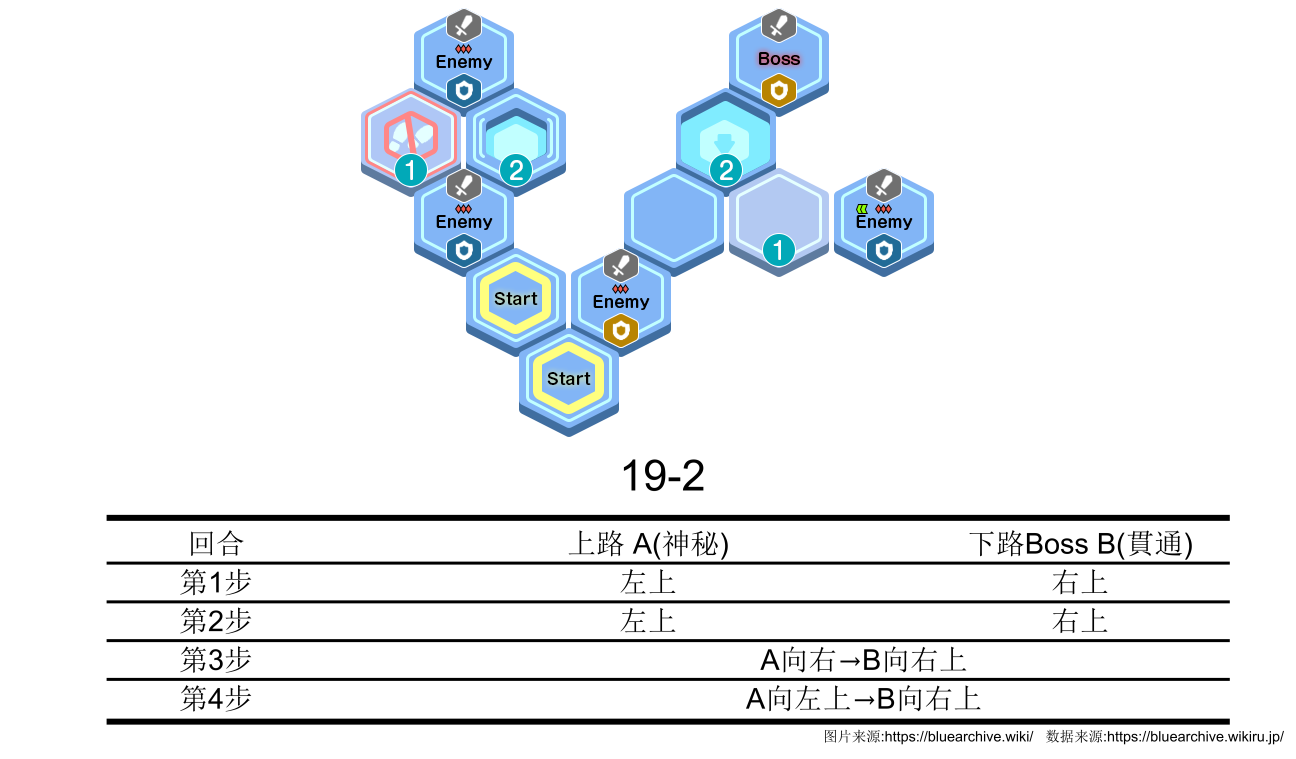 Enemy
Boss
1
2
2
Enemy
1
Enemy
Start
Enemy
Start
19-2
回合 上路 A(神秘) 下路Boss B(貫通)
第1步 左上 右上
第2步 左上 右上
第3步 A向右→B向右上
第4步 A向左上→B向右上
图片来源:https://bluearchive.wiki/ 数据来源:https://bluearchive.wikiru.jp/